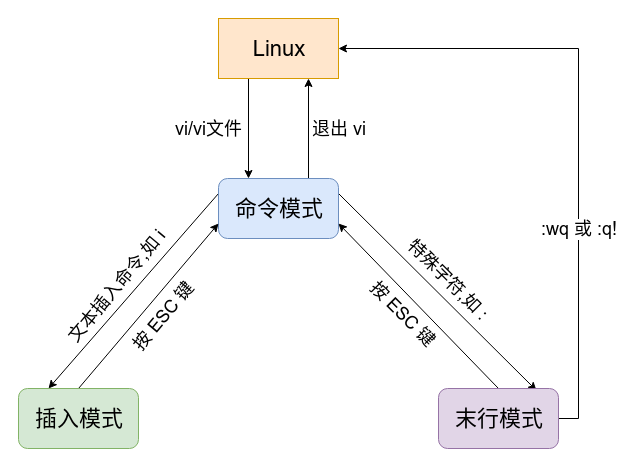 Linux
vi/vi文件
退出 vi
命令模式
:wq 或 :q!
文本插入命令,如 i
按 ESC 键
按 ESC 键
特殊字符,如 :
插入模式
末行模式